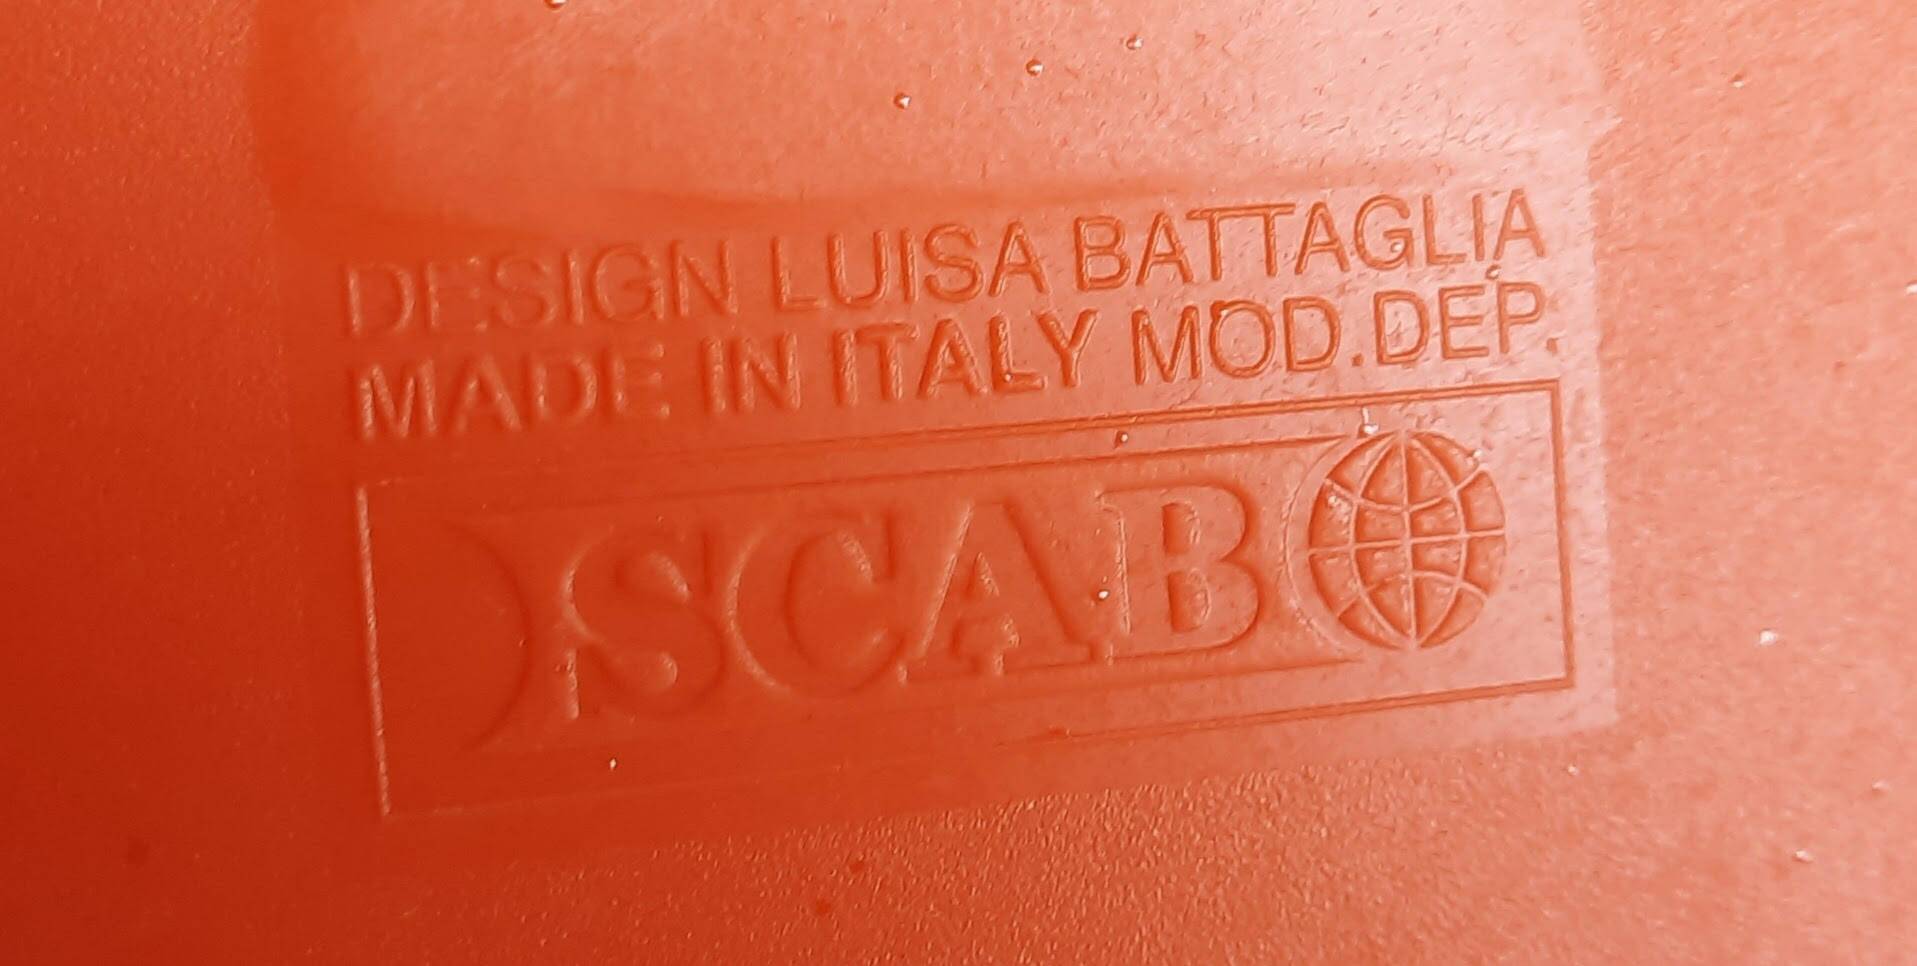 DESIGN LUISA BATTAGLIA
MADE IN ITALY MOD.DEP.
SCAB